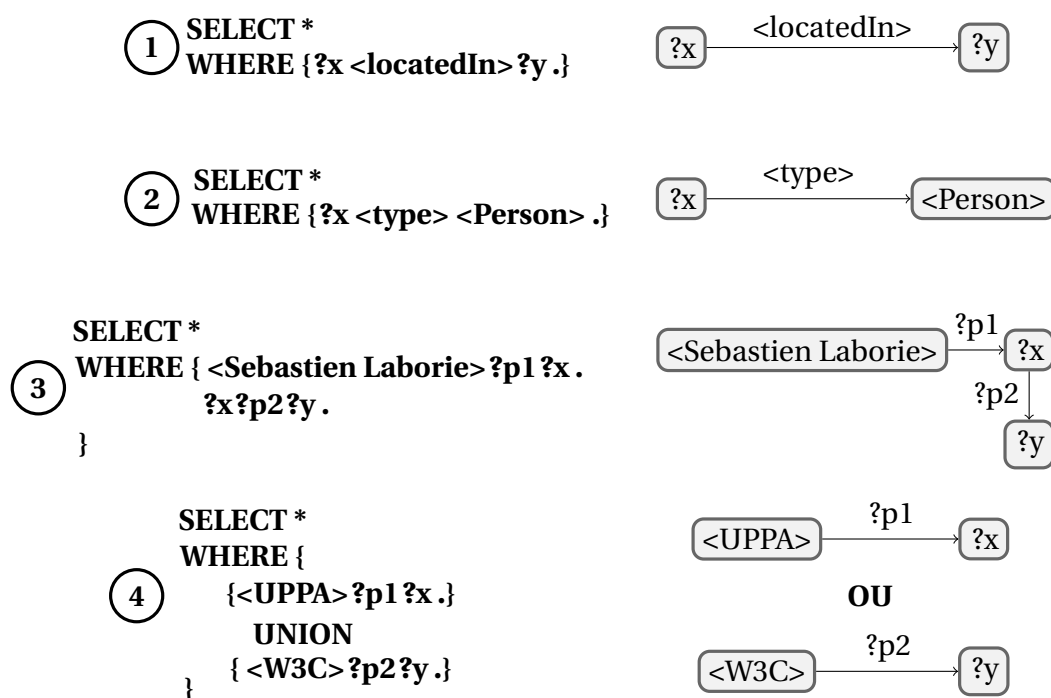 1
SELECT *
WHERE {?x <locatedIn> ?y .}
<locatedIn>
?x
?y
2
SELECT *
WHERE {?x <type> <Person> .}
<type>
?x
<Person>
3
SELECT *
WHERE { <Sebastien Laborie> ?p1 ?x .
?x ?p2 ?y .
}
<Sebastien Laborie>
?p1
?x
?p2
?y
4
SELECT *
WHERE {
{<UPPA> ?p1 ?x .}
UNION
{ <W3C> ?p2 ?y .}
}
<UPPA>
?p1
?x
OU
<W3C>
?p2
?y